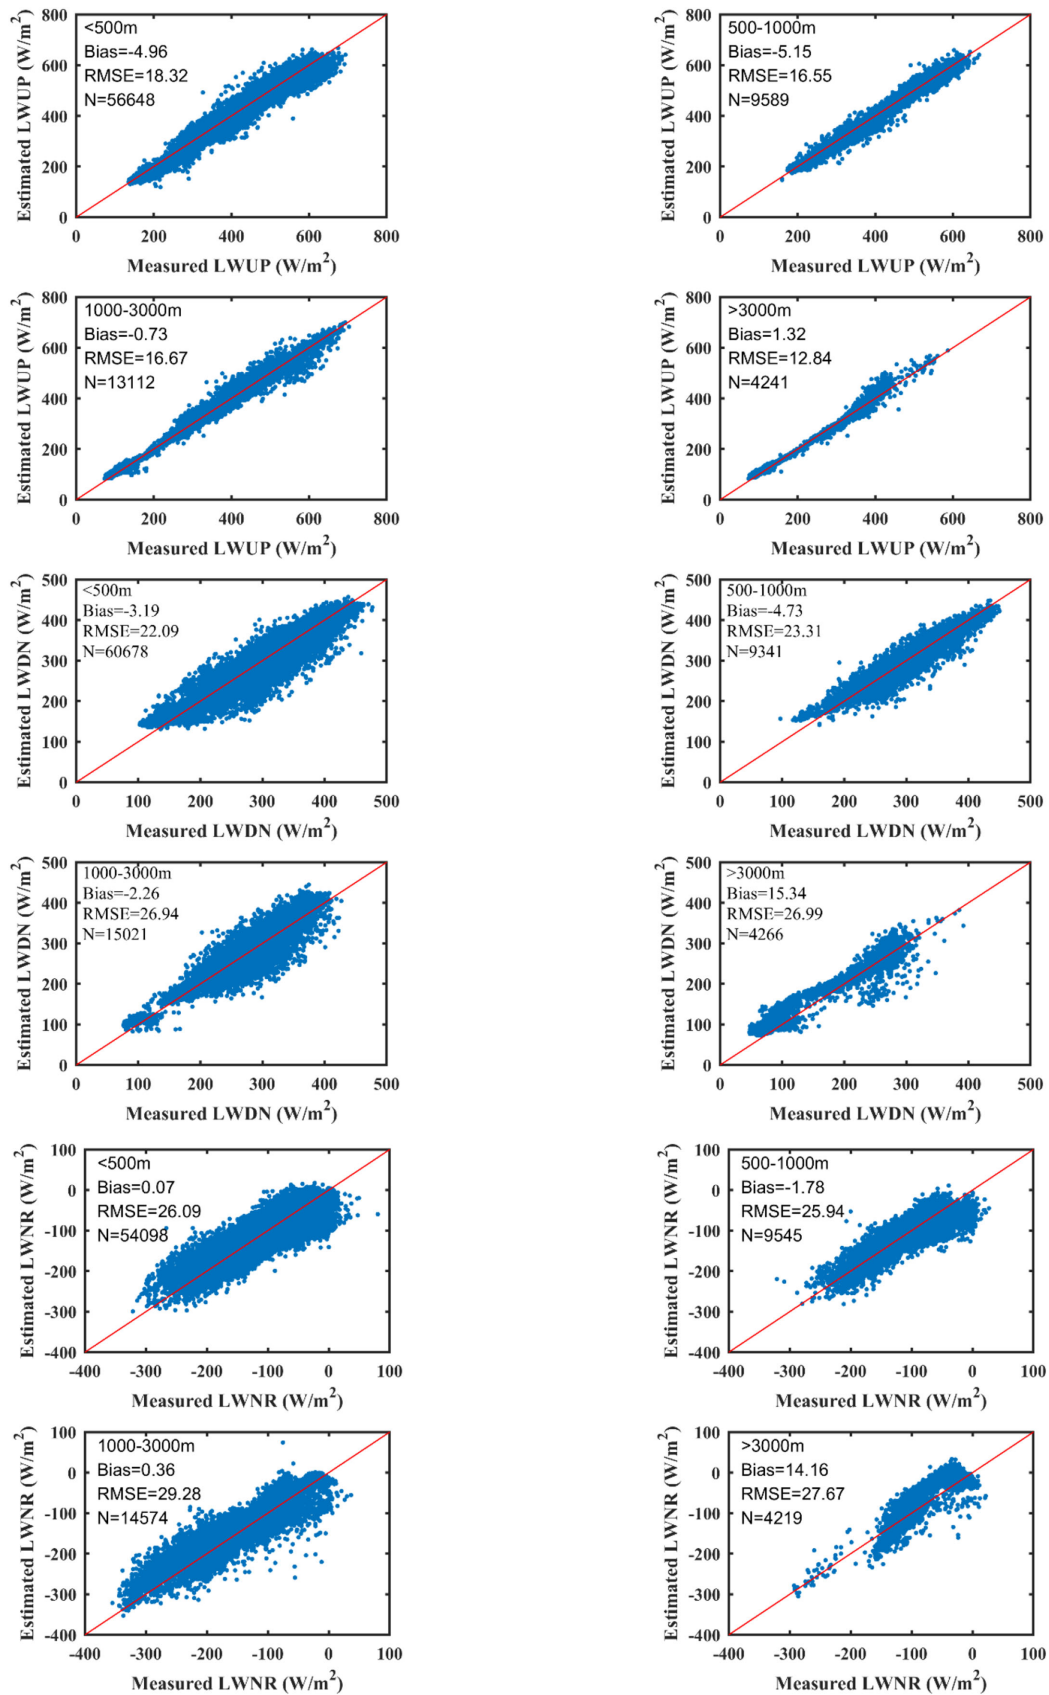 <500m
Bias=-4.96
RMSE=18.32
N=56648
Estimated LWUP (W/m²)
800
600
400
200
0
0 200 400 600 800
Measured LWUP (W/m²)
500-1000m
Bias=-5.15
RMSE=16.55
N=9589
Estimated LWUP (W/m²)
800
600
400
200
0
0 200 400 600 800
Measured LWUP (W/m²)
1000-3000m
Bias=-0.73
RMSE=16.67
N=13112
Estimated LWUP (W/m²)
800
600
400
200
0
0 200 400 600 800
Measured LWUP (W/m²)
>3000m
Bias=1.32
RMSE=12.84
N=4241
Estimated LWUP (W/m²)
800
600
400
200
0
0 200 400 600 800
Measured LWUP (W/m²)
<500m
Bias=-3.19
RMSE=22.09
N=60678
Estimated LWDN (W/m²)
500
400
300
200
100
0
0 100 200 300 400 500
Measured LWDN (W/m²)
500-1000m
Bias=-4.73
RMSE=23.31
N=9341
Estimated LWDN (W/m²)
500
400
300
200
100
0
0 100 200 300 400 500
Measured LWDN (W/m²)
1000-3000m
Bias=-2.26
RMSE=26.94
N=15021
Estimated LWDN (W/m²)
500
400
300
200
100
0
0 100 200 300 400 500
Measured LWDN (W/m²)
>3000m
Bias=15.34
RMSE=26.99
N=4266
Estimated LWDN (W/m²)
500
400
300
200
100
0
0 100 200 300 400 500
Measured LWDN (W/m²)
<500m
Bias=0.07
RMSE=26.09
N=54098
Estimated LWNR (W/m²)
100
0
-100
-200
-300
-400
-400 -300 -200 -100 0 100
Measured LWNR (W/m²)
500-1000m
Bias=-1.78
RMSE=25.94
N=9545
Estimated LWNR (W/m²)
100
0
-100
-200
-300
-400
-400 -300 -200 -100 0 100
Measured LWNR (W/m²)
1000-3000m
Bias=0.36
RMSE=29.28
N=14574
Estimated LWNR (W/m²)
100
0
-100
-200
-300
-400
-400 -300 -200 -100 0 100
Measured LWNR (W/m²)
>3000m
Bias=14.16
RMSE=27.67
N=4219
Estimated LWNR (W/m²)
100
0
-100
-200
-300
-400
-400 -300 -200 -100 0 100
Measured LWNR (W/m²)